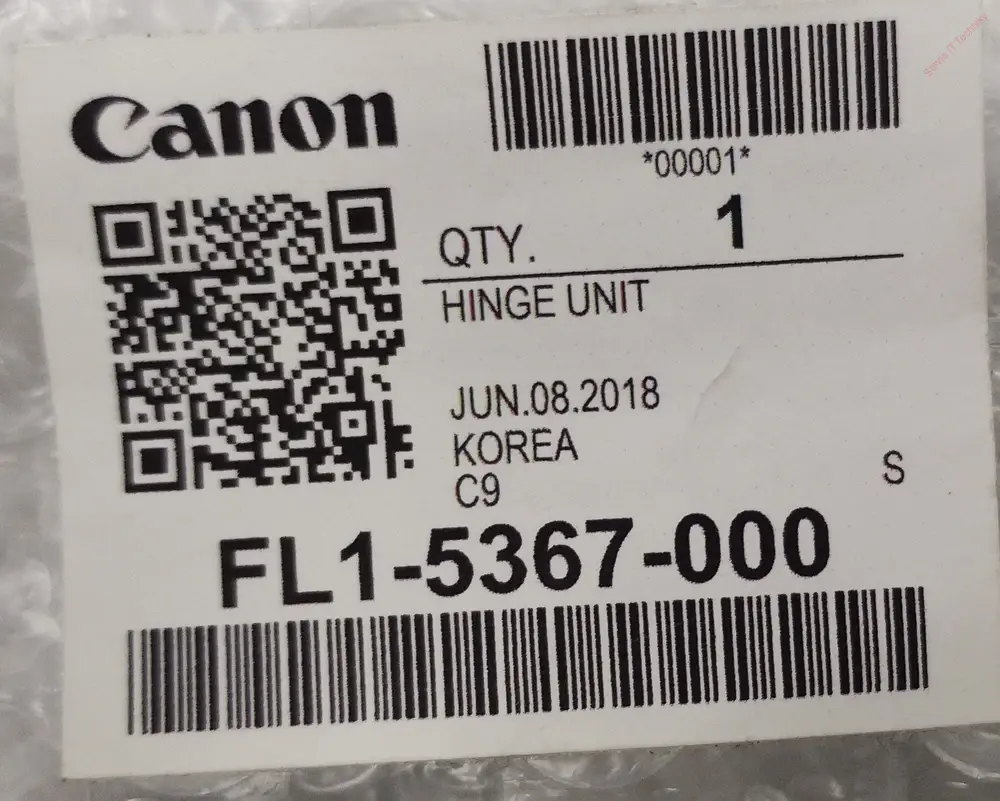 Canon
*00001*
QTY. 1
HINGE UNIT
JUN.08.2018
KOREA
C9 S
FL1-5367-000